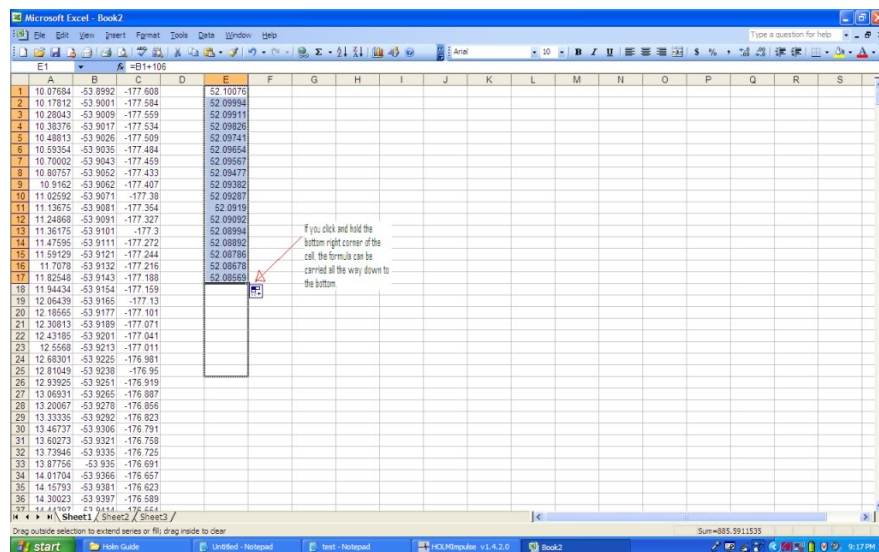 Microsoft Excel - Book2
File Edit View Insert Format Tools Data Window Help Type a question for help
Arial 10 B I U $ % ,
E1 fx =B1+106
A B C D E F G H I J K L M N O P Q R S
1 10.07684 -53.8992 -177.608 52.10076
2 10.17812 -53.9001 -177.584 52.09994
3 10.28043 -53.9009 -177.559 52.09911
4 10.38376 -53.9017 -177.534 52.09826
5 10.48813 -53.9026 -177.509 52.09741
6 10.59354 -53.9035 -177.484 52.09654
7 10.70002 -53.9043 -177.459 52.09567
8 10.80757 -53.9052 -177.433 52.09477
9 10.9162 -53.9062 -177.407 52.09382
10 11.02592 -53.9071 -177.38 52.09287
11 11.13675 -53.9081 -177.354 52.0919
12 11.24868 -53.9091 -177.327 52.09092
13 11.36175 -53.9101 -177.3 52.08994
14 11.47595 -53.9111 -177.272 52.08892
15 11.59129 -53.9121 -177.244 52.08786
16 11.7078 -53.9132 -177.216 52.08678
17 11.82548 -53.9143 -177.188 52.08569
If you click and hold the
bottom right corner of the
cell, the formula can be
carried all the way down to
the bottom.
18 11.94434 -53.9154 -177.159
19 12.06439 -53.9165 -177.13
20 12.18565 -53.9177 -177.101
21 12.30813 -53.9189 -177.071
22 12.43185 -53.9201 -177.041
23 12.5568 -53.9213 -177.011
24 12.68301 -53.9225 -176.981
25 12.81049 -53.9238 -176.95
26 12.93925 -53.9251 -176.919
27 13.06931 -53.9265 -176.887
28 13.20067 -53.9278 -176.856
29 13.33335 -53.9292 -176.823
30 13.46737 -53.9306 -176.791
31 13.60273 -53.9321 -176.758
32 13.73946 -53.9335 -176.725
33 13.87756 -53.935 -176.691
34 14.01704 -53.9366 -176.657
35 14.15793 -53.9381 -176.623
36 14.30023 -53.9397 -176.589
Sheet1 Sheet2 Sheet3
Drag outside selection to extend series or fill; drag inside to clear Sum=885.5911535
start Holm Guide Untitled - Notepad test - Notepad HOLMImpulse v1.4.2.0 Book2 9:17 PM